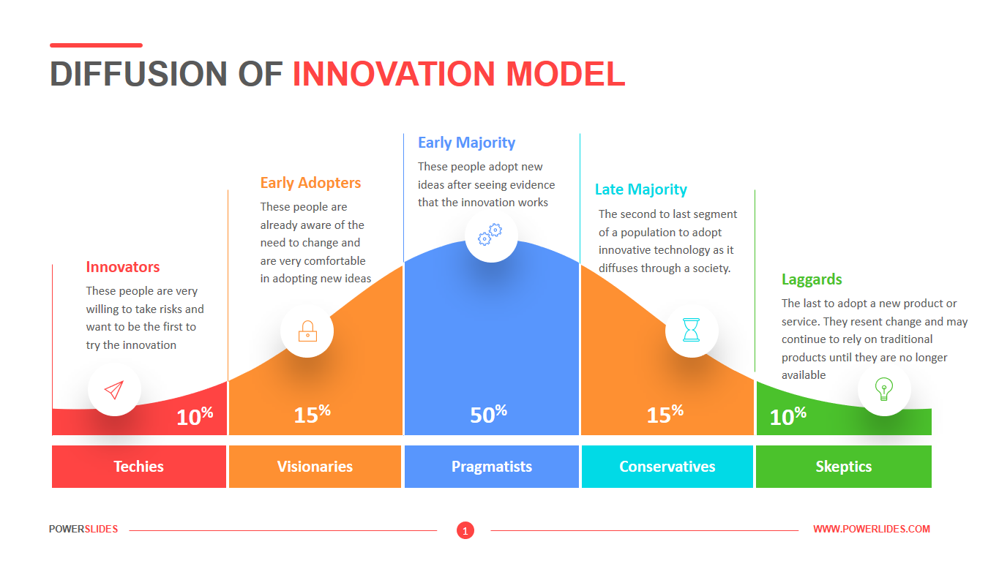 DIFFUSION OF INNOVATION MODEL
Innovators
These people are very
willing to take risks and
want to be the first to
try the innovation
Early Adopters
These people are
already aware of the
need to change and
are very comfortable
in adopting new ideas
Early Majority
These people adopt new
ideas after seeing evidence
that the innovation works
Late Majority
The second to last segment
of a population to adopt
innovative technology as it
diffuses through a society.
Laggards
The last to adopt a new product or
service. They resent change and may
continue to rely on traditional
products until they are no longer
available
10%
15%
50%
15%
10%
Techies
Visionaries
Pragmatists
Conservatives
Skeptics
POWERSLIDES
1
WWW.POWERLIDES.COM